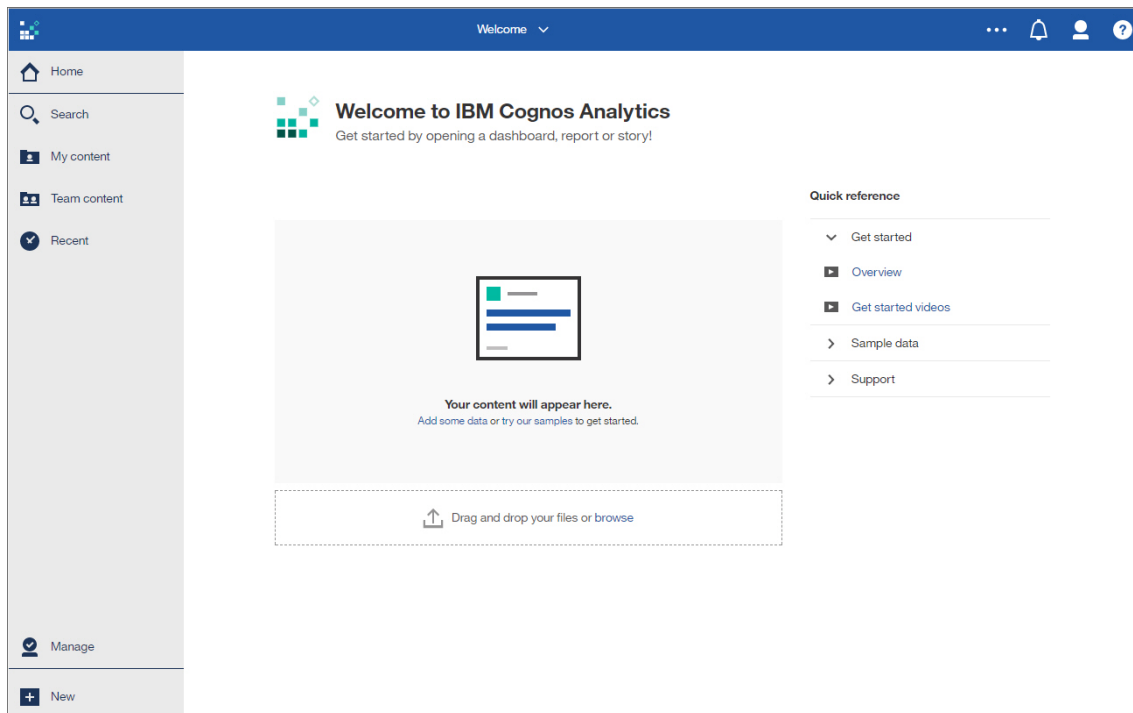 Welcome
?
Home
Search
My content
Team content
Recent
Manage
New
Welcome to IBM Cognos Analytics
Get started by opening a dashboard, report or story!
Your content will appear here.
Add some data or try our samples to get started.
Drag and drop your files or browse
Quick reference
Get started
Overview
Get started videos
Sample data
Support